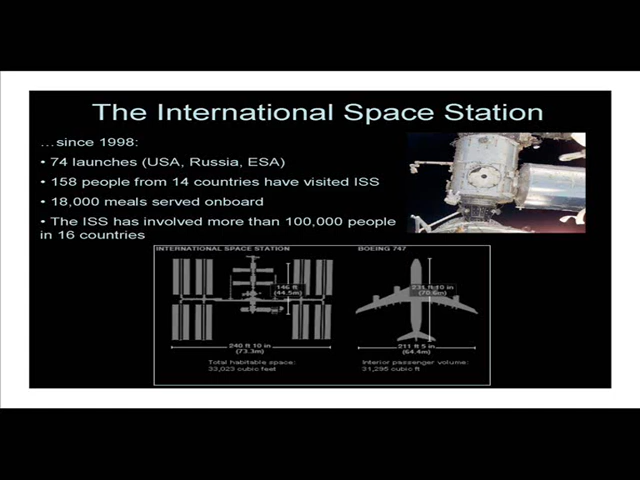 The International Space Station
…since 1998:
• 74 launches (USA, Russia, ESA)
• 158 people from 14 countries have visited ISS
• 18,000 meals served onboard
• The ISS has involved more than 100,000 people
in 16 countries
INTERNATIONAL SPACE STATION
BOEING 747
146 ft
(44.5m)
231 ft 10 in
(70.6m)
240 ft 10 in
(73.3m)
211 ft 5 in
(64.4m)
Total habitable space:
33,023 cubic feet
Interior passenger volume:
31,295 cubic ft